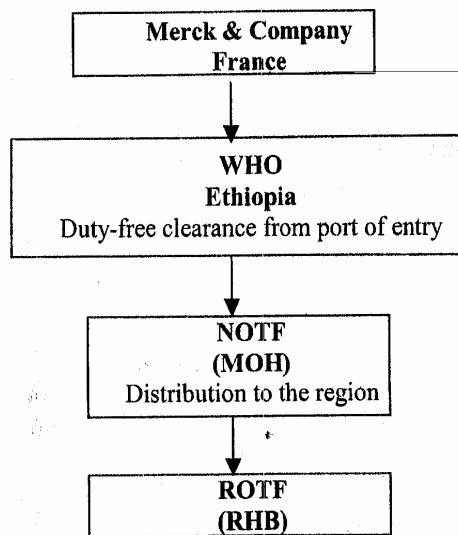 Merck & Company
France
WHO
Ethiopia
Duty-free clearance from port of entry
NOTF
(MOH)
Distribution to the region
ROTF
(RHB)